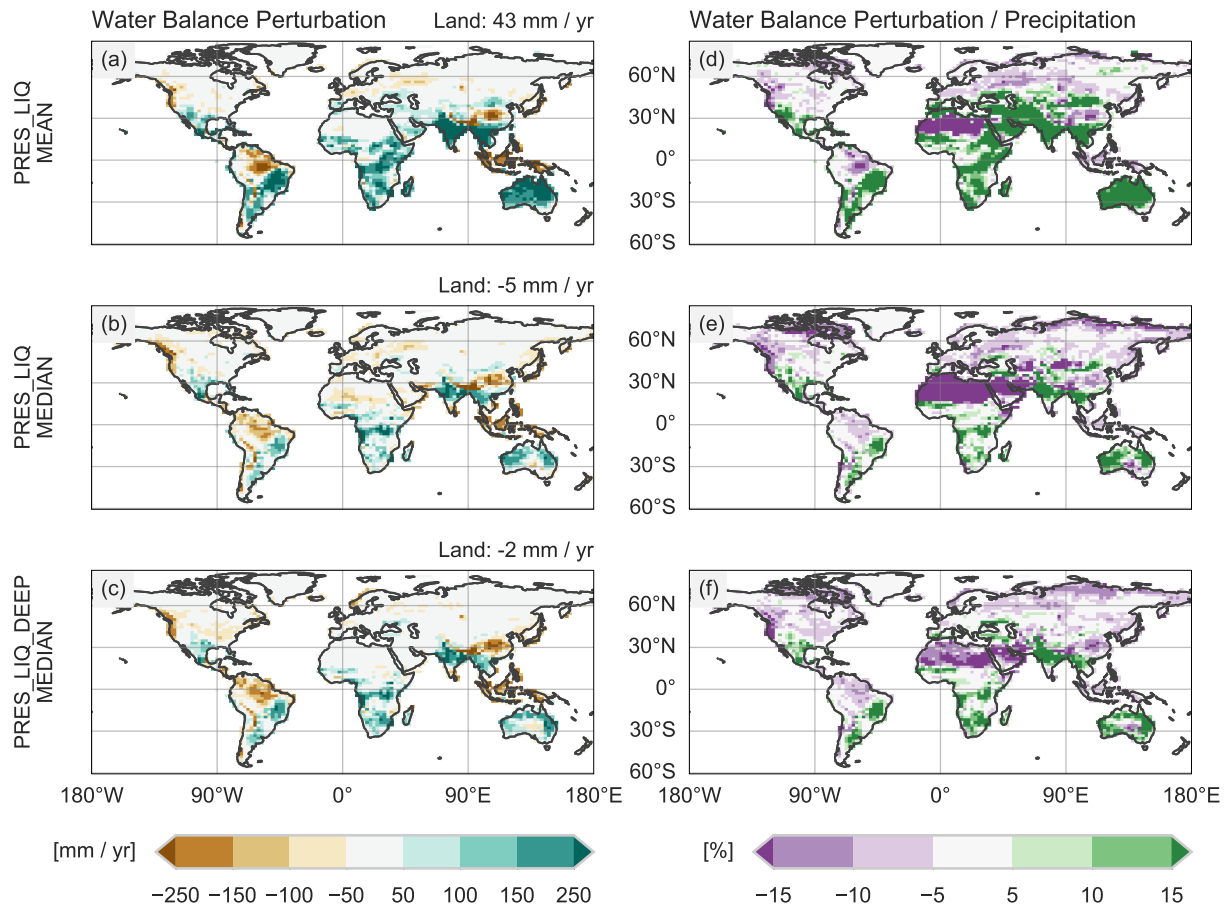 Water Balance Perturbation Land: 43 mm / yr
Water Balance Perturbation / Precipitation
PRES_LIQ
MEAN
(a)
(d)
60°N
30°N
0°
30°S
60°S
Land: -5 mm / yr
PRES_LIQ
MEDIAN
(b)
(e)
60°N
30°N
0°
30°S
60°S
Land: -2 mm / yr
PRES_LIQ_DEEP
MEDIAN
(c)
(f)
60°N
30°N
0°
30°S
60°S
180°W 90°W 0° 90°E 180°E
180°W 90°W 0° 90°E 180°E
[mm / yr]
−250 −150 −100 −50 50 100 150 250
[%]
−15 −10 −5 5 10 15